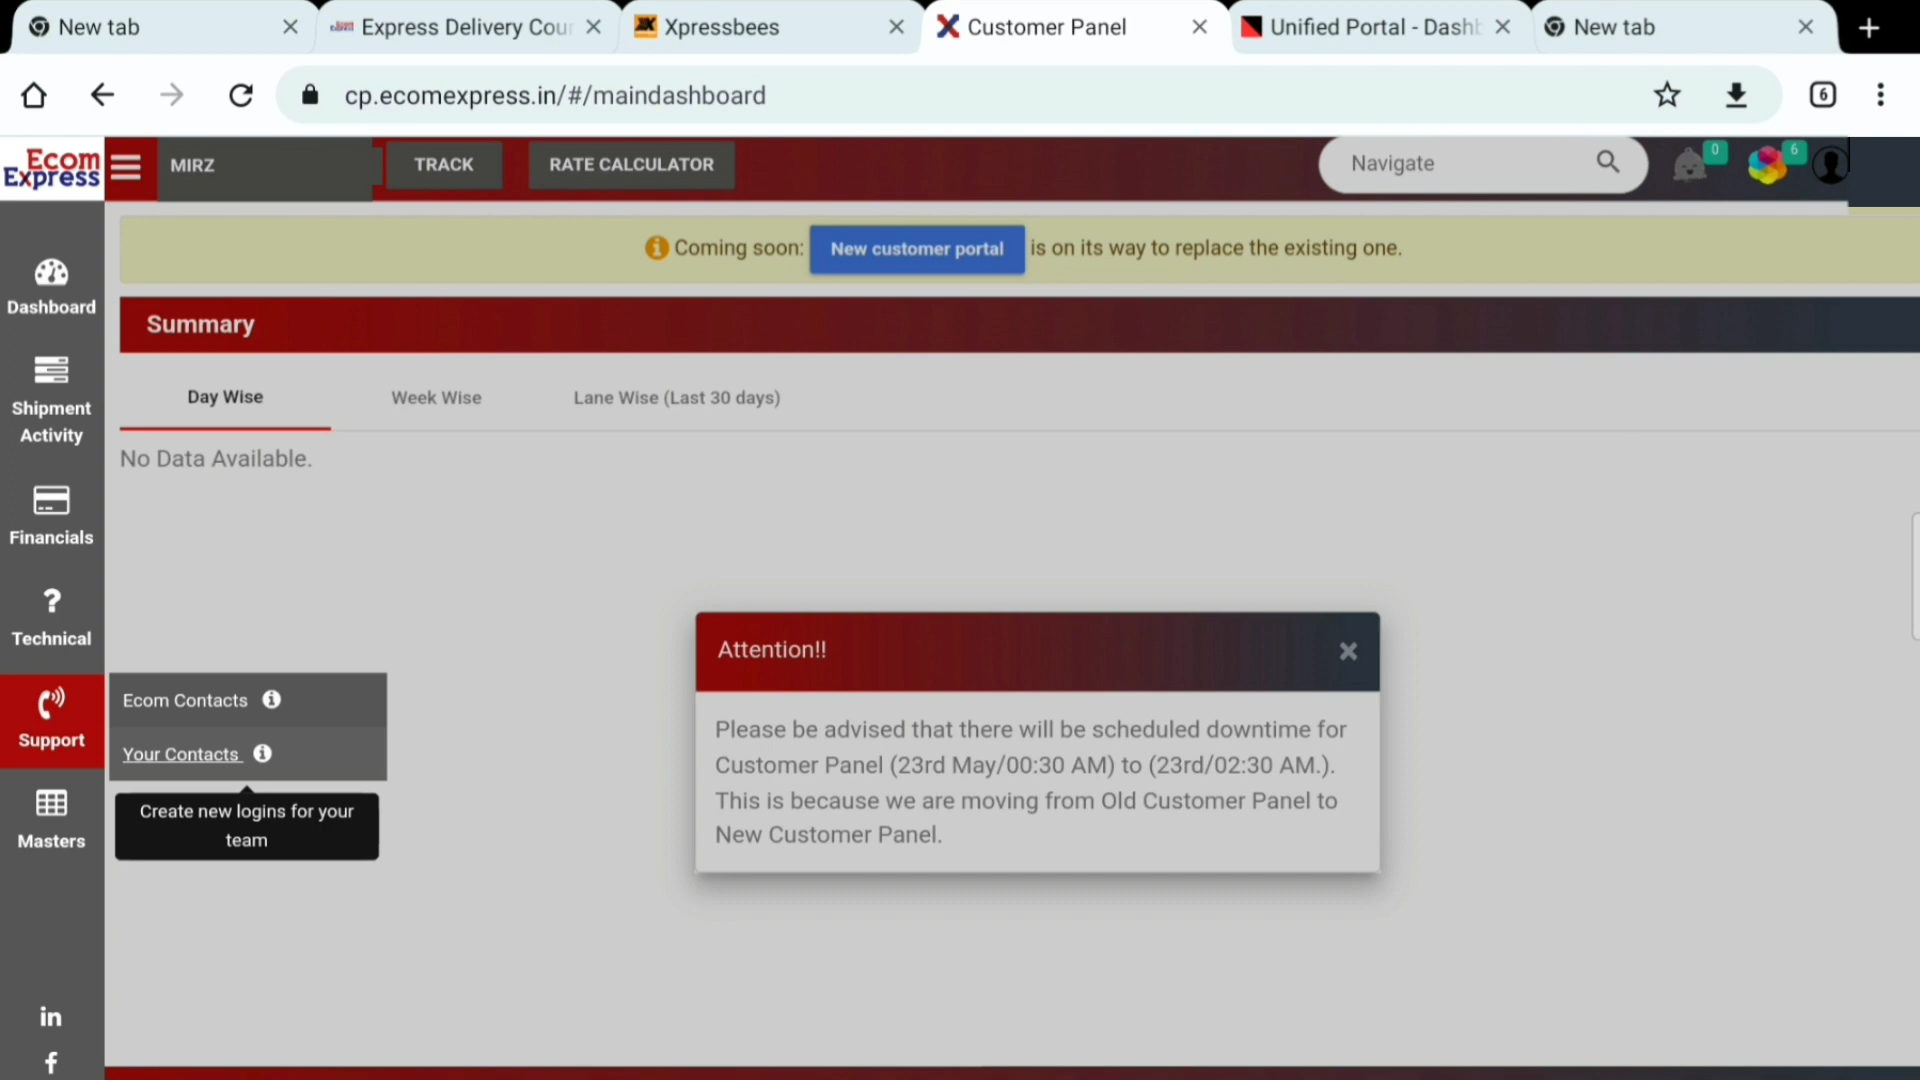 New tab
Express Delivery Cour
Xpressbees
Customer Panel
Unified Portal - Dashb
New tab
cp.ecomexpress.in/#/maindashboard
6
Ecom
Express
MIRZ
TRACK
RATE CALCULATOR
Navigate
0
6
Coming soon: New customer portal is on its way to replace the existing one.
Summary
Day Wise
Week Wise
Lane Wise (Last 30 days)
No Data Available.
Dashboard
Shipment
Activity
Financials
Technical
Support
Masters
Ecom Contacts
Your Contacts
Create new logins for your
team
Attention!!
Please be advised that there will be scheduled downtime for
Customer Panel (23rd May/00:30 AM) to (23rd/02:30 AM.).
This is because we are moving from Old Customer Panel to
New Customer Panel.
in
f